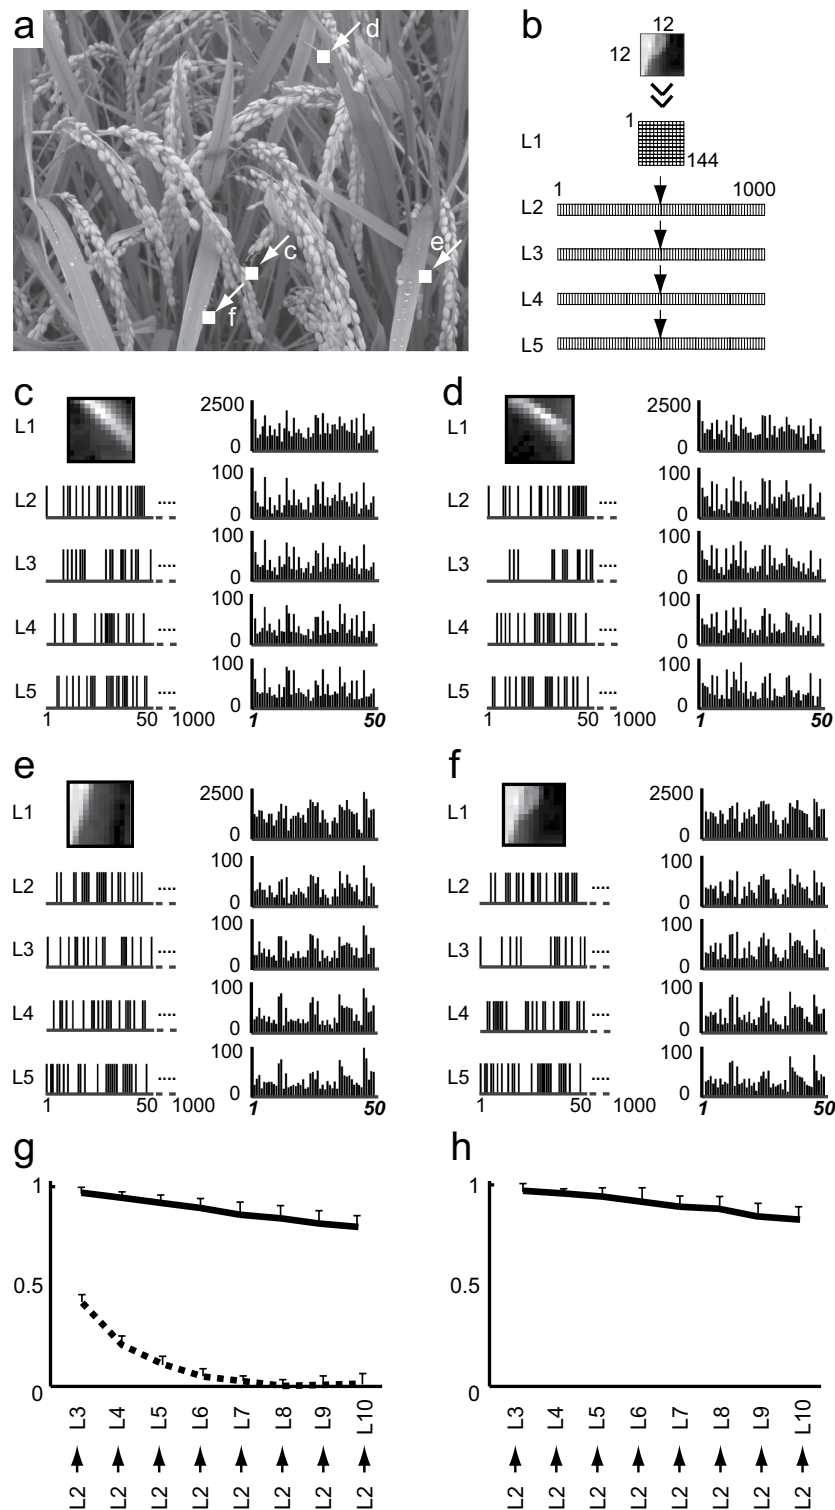 a
d
c
e
f
b
12
12
1
L1
144
1 1000
L2
L3
L4
L5
c
L1
2500
0
L2
....
100
0
L3
....
100
0
L4
....
100
0
L5
....
100
0
1 50 1000
1 50
d
L1
2500
0
L2
....
100
0
L3
....
100
0
L4
....
100
0
L5
....
100
0
1 50 1000
1 50
e
L1
2500
0
L2
....
100
0
L3
....
100
0
L4
....
100
0
L5
....
100
0
1 50 1000
1 50
f
L1
2500
0
L2
....
100
0
L3
....
100
0
L4
....
100
0
L5
....
100
0
1 50 1000
1 50
g
1
0.5
0
L3 L4 L5 L6 L7 L8 L9 L10
L2 L2 L2 L2 L2 L2 L2 L2
h
1
0.5
0
L3 L4 L5 L6 L7 L8 L9 L10
L2 L2 L2 L2 L2 L2 L2 L2